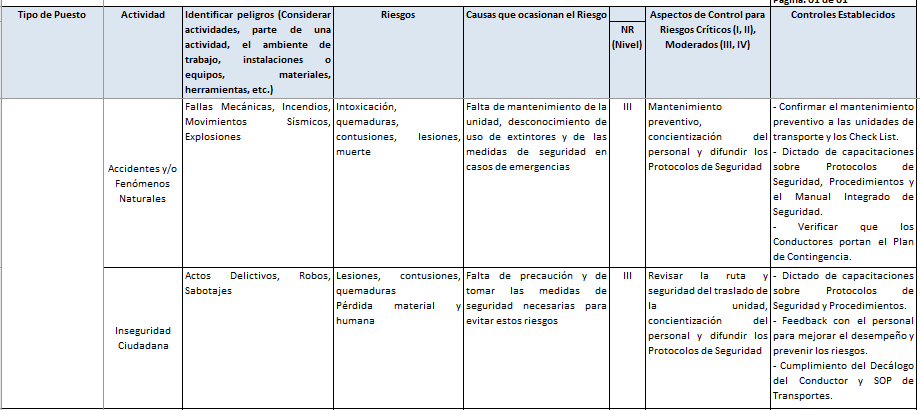 Página: 01 de 01
Tipo de Puesto
Actividad
Identificar peligros (Considerar
actividades, parte de una
actividad, el ambiente de
trabajo, instalaciones o
equipos, materiales,
herramientas, etc.)
Riesgos
Causas que ocasionan el Riesgo
NR
(Nivel)
Aspectos de Control para
Riesgos Críticos (I, II),
Moderados (III, IV)
Controles Establecidos
Accidentes y/o
Fenómenos
Naturales
Fallas Mecánicas, Incendios,
Movimientos Sísmicos,
Explosiones
Intoxicación,
quemaduras,
contusiones, lesiones,
muerte
Falta de mantenimiento de la
unidad, desconocimiento de
uso de extintores y de las
medidas de seguridad en
casos de emergencias
III
Mantenimiento
preventivo,
concientización del
personal y difundir los
Protocolos de Seguridad
- Confirmar el mantenimiento
preventivo a las unidades de
transporte y los Check List.
- Dictado de capacitaciones
sobre Protocolos de
Seguridad, Procedimientos y
el Manual Integrado de
Seguridad.
- Verificar que los
Conductores portan el Plan
de Contingencia.
Inseguridad
Ciudadana
Actos Delictivos, Robos,
Sabotajes
Lesiones, contusiones,
quemaduras
Pérdida material y
humana
Falta de precaución y de
tomar las medidas de
seguridad necesarias para
evitar estos riesgos
III
Revisar la ruta y
seguridad del traslado de
la unidad,
concientización del
personal y difundir los
Protocolos de Seguridad
- Dictado de capacitaciones
sobre Protocolos de
Seguridad y Procedimientos.
- Feedback con el personal
para mejorar el desempeño y
prevenir los riesgos.
- Cumplimiento del Decálogo
del Conductor y SOP de
Transportes.